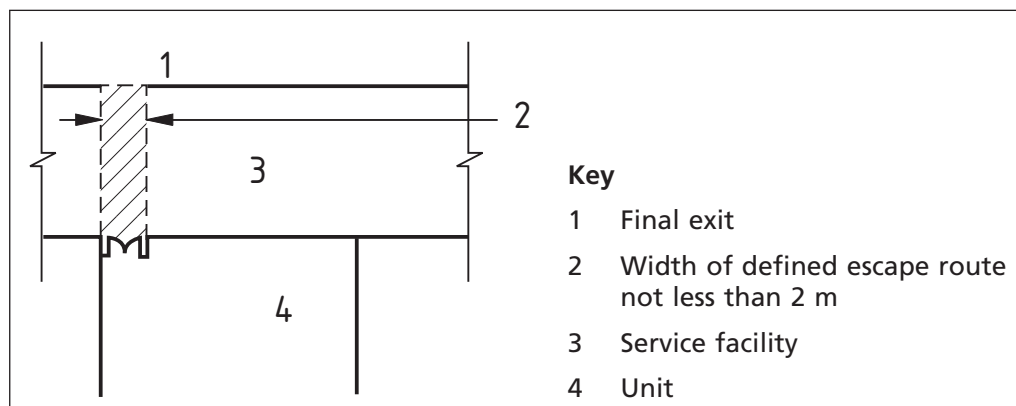 1
2
3
4
Key
1 Final exit
2 Width of defined escape route
not less than 2 m
3 Service facility
4 Unit